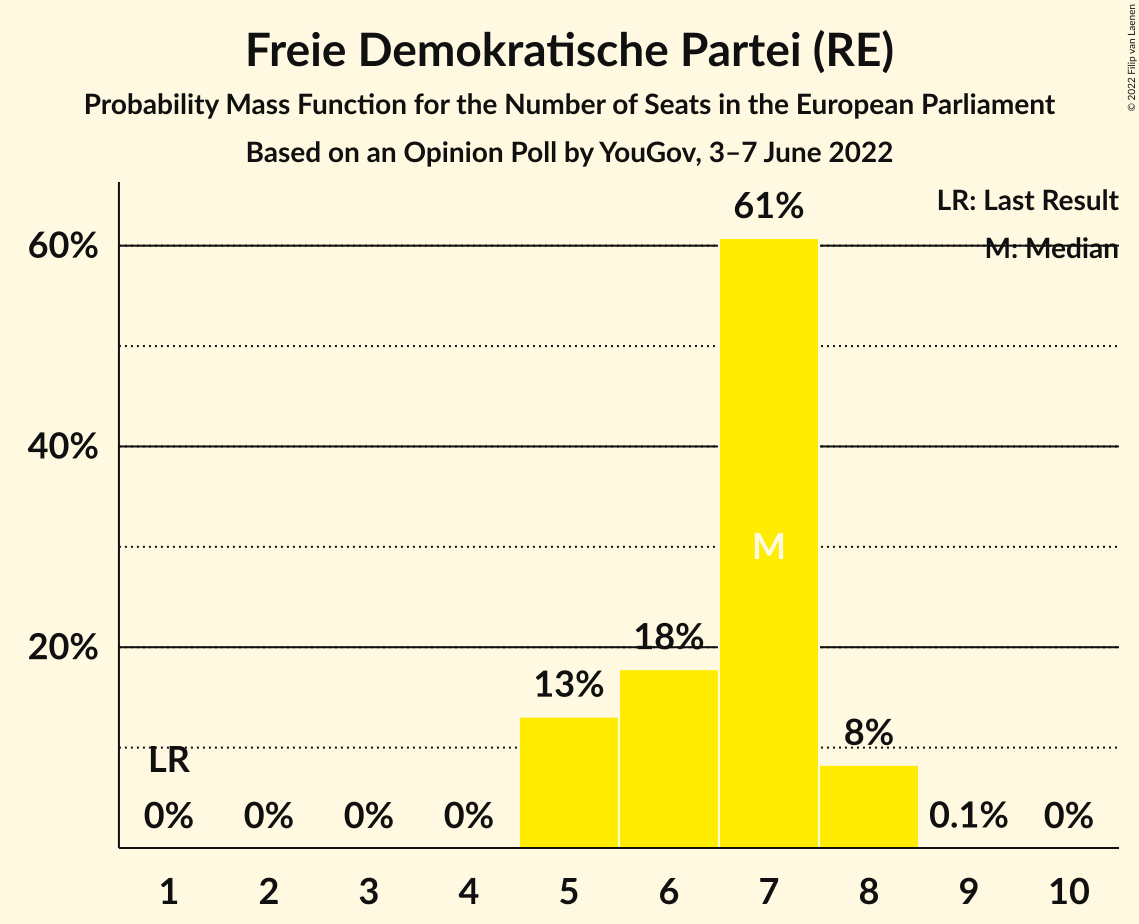 Freie Demokratische Partei (RE)
Probability Mass Function for the Number of Seats in the European Parliament
Based on an Opinion Poll by YouGov, 3–7 June 2022
© 2022 Filip van Laenen
LR: Last Result
M: Median
61%
60%
40%
M
20%
18%
13%
8%
LR
0% 0% 0% 0% 0.1% 0%
1 2 3 4 5 6 7 8 9 10